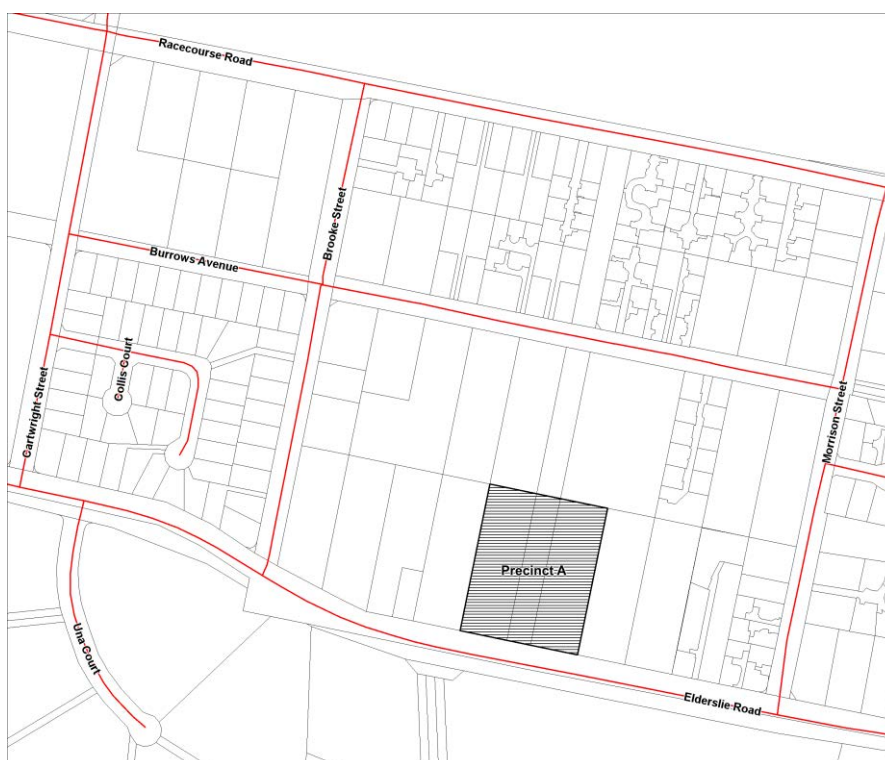 Racecourse Road
Brooke Street
Burrows Avenue
Collis Court
Cartwright Street
Morrison Street
Precinct A
Una Court
Elderslie Road